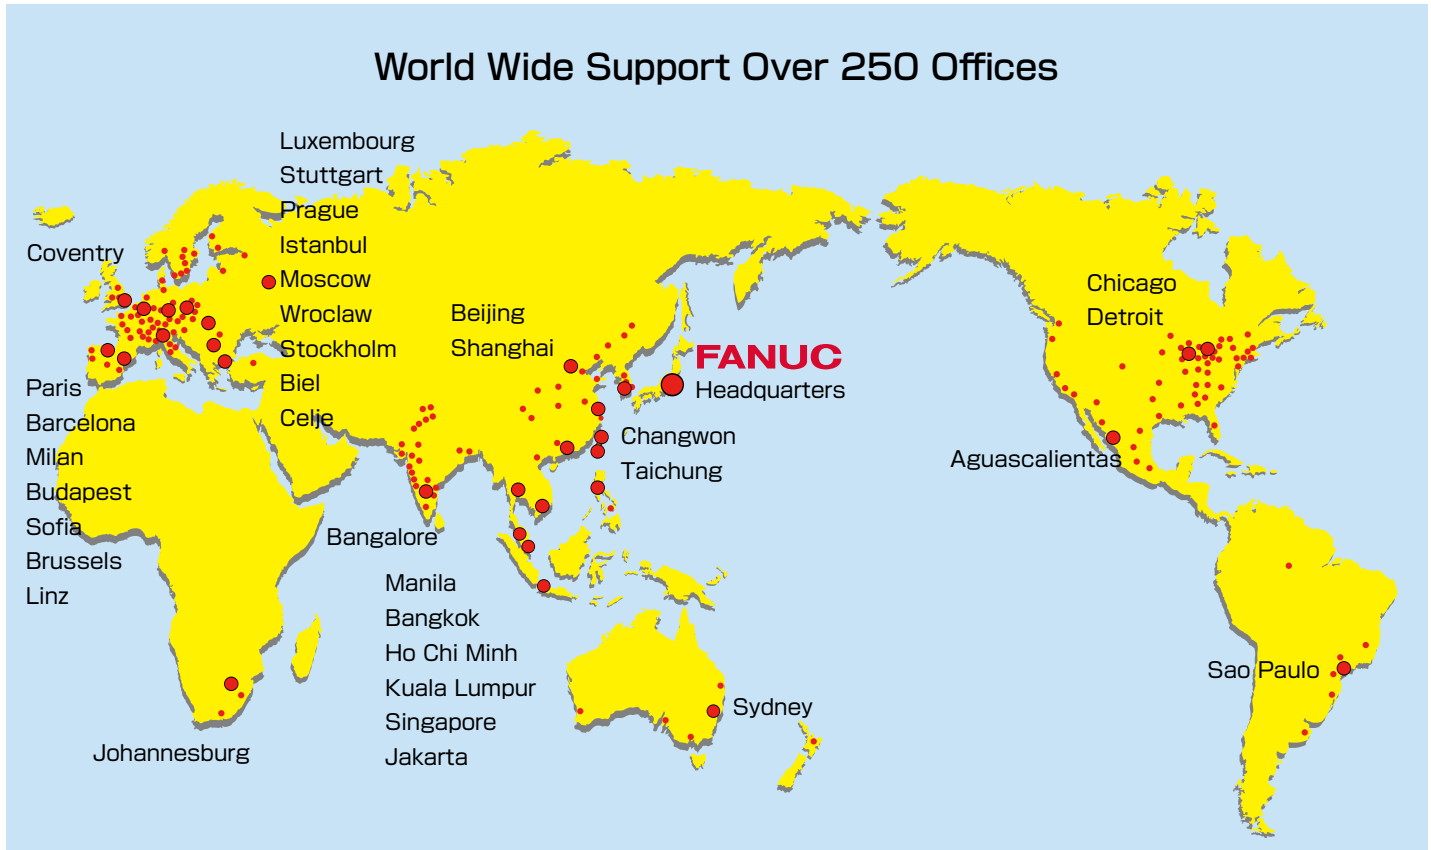 World Wide Support Over 250 Offices
Luxembourg
Stuttgart
Prague
Istanbul
Moscow
Wroclaw
Stockholm
Biel
Celje
Coventry
Paris
Barcelona
Milan
Budapest
Sofia
Brussels
Linz
Beijing
Shanghai
FANUC
Headquarters
Changwon
Taichung
Bangalore
Manila
Bangkok
Ho Chi Minh
Kuala Lumpur
Singapore
Jakarta
Sydney
Johannesburg
Chicago
Detroit
Aguascalientas
Sao Paulo